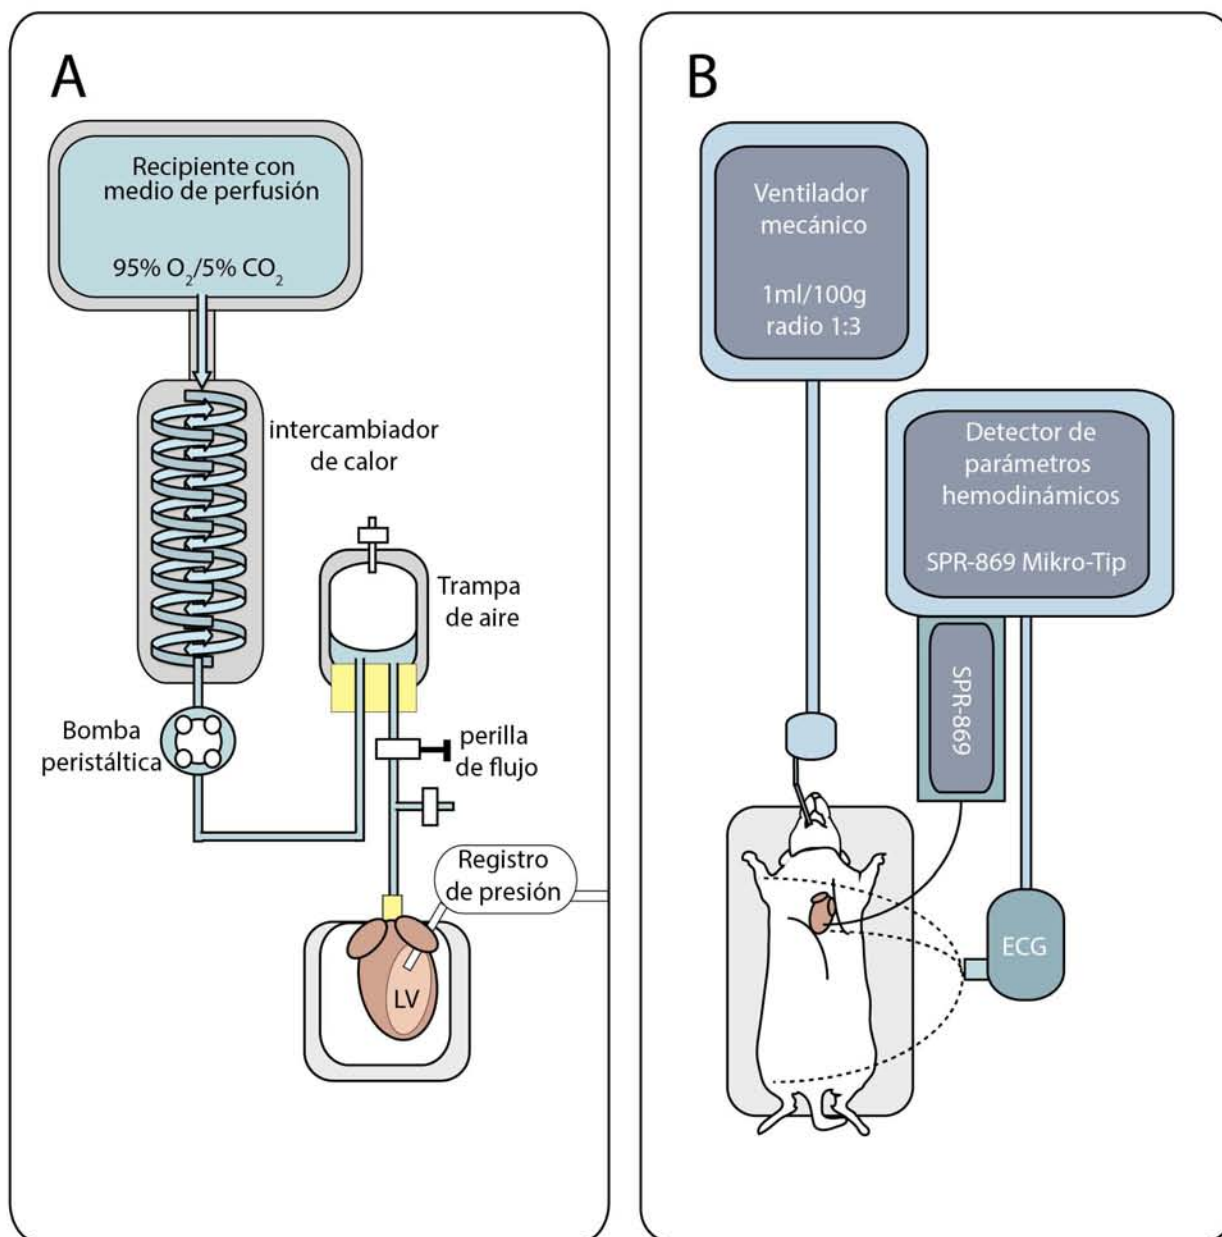 A
Recipiente con
medio de perfusión
95% O₂/5% CO₂
intercambiador
de calor
Trampa
de aire
Bomba
peristáltica
perilla
de flujo
Registro
de presión
LV
B
Ventilador
mecánico
1ml/100g
radio 1:3
Detector de
parámetros
hemodinámicos
SPR-869 Mikro-Tip
SPR-869
ECG